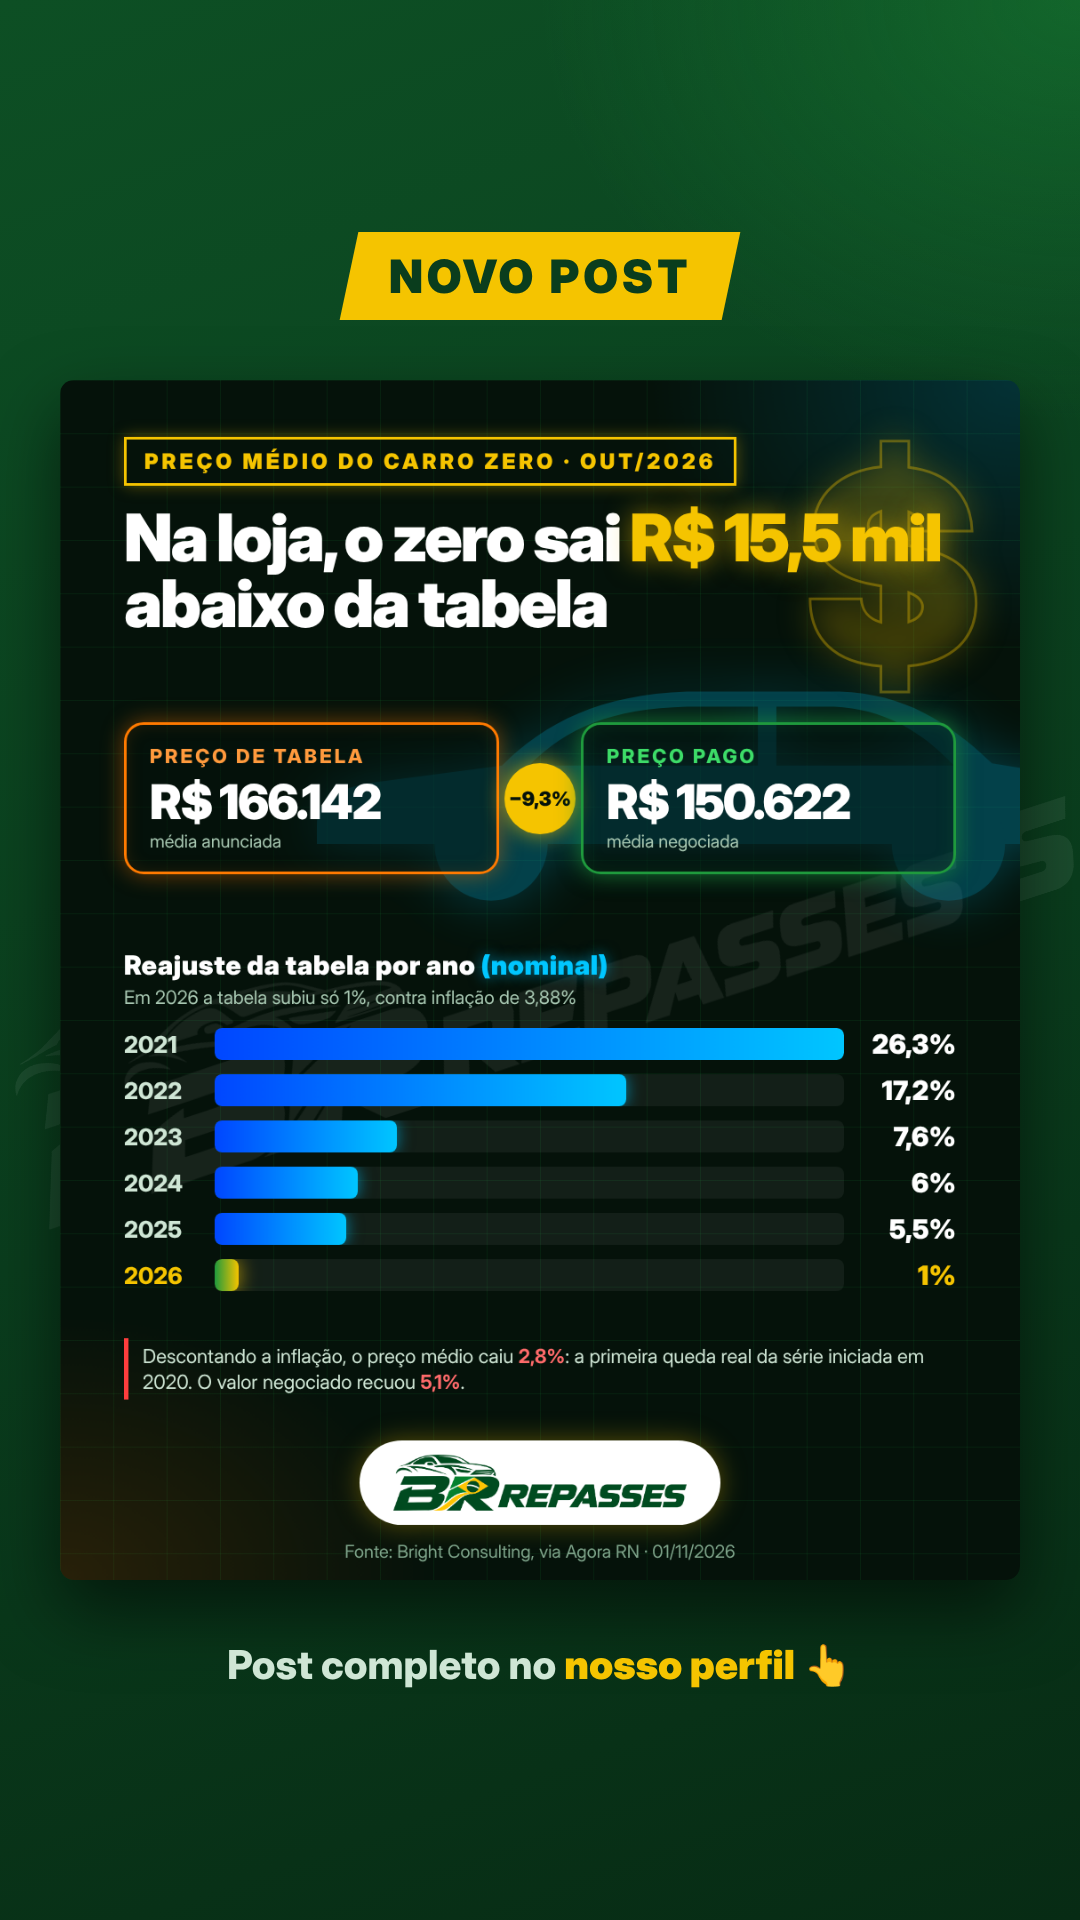 NOVO POST
PREÇO MÉDIO DO CARRO ZERO · OUT/2026
Na loja, o zero sai R$ 15,5 mil
abaixo da tabela
PREÇO DE TABELA
R$ 166.142
média anunciada
−9,3%
PREÇO PAGO
R$ 150.622
média negociada
Reajuste da tabela por ano (nominal)
Em 2026 a tabela subiu só 1%, contra inflação de 3,88%
2021 26,3%
2022 17,2%
2023 7,6%
2024 6%
2025 5,5%
2026 1%
Descontando a inflação, o preço médio caiu 2,8%: a primeira queda real da série iniciada em
2020. O valor negociado recuou 5,1%.
BR REPASSES
BR REPASSES
Fonte: Bright Consulting, via Agora RN · 01/11/2026
Post completo no nosso perfil 👆